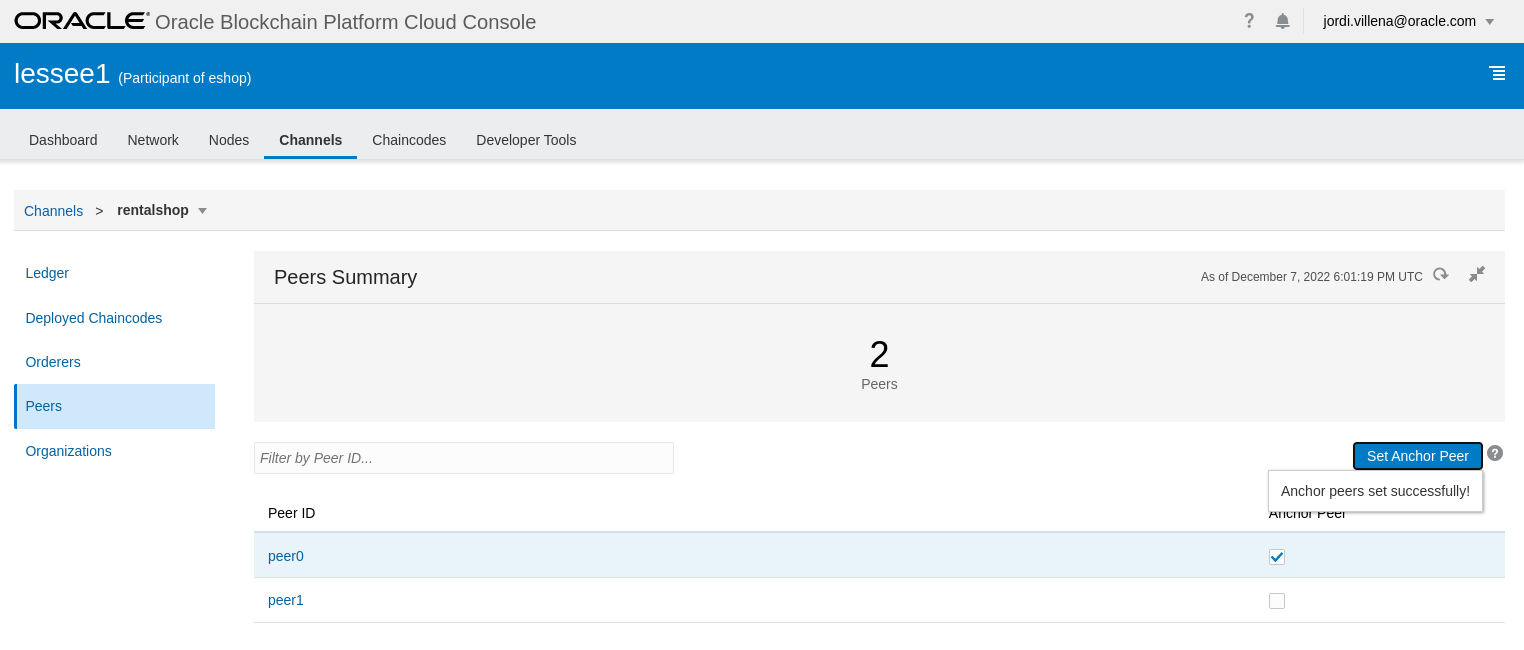 ORACLE® Oracle Blockchain Platform Cloud Console
? jordi.villena@oracle.com
lessee1 (Participant of eshop)
Dashboard Network Nodes Channels Chaincodes Developer Tools
Channels > rentalshop
Ledger
Deployed Chaincodes
Orderers
Peers
Organizations
Peers Summary
As of December 7, 2022 6:01:19 PM UTC
2
Peers
Filter by Peer ID...
Set Anchor Peer ?
Anchor peers set successfully!
Peer ID Anchor Peer
peer0
peer1